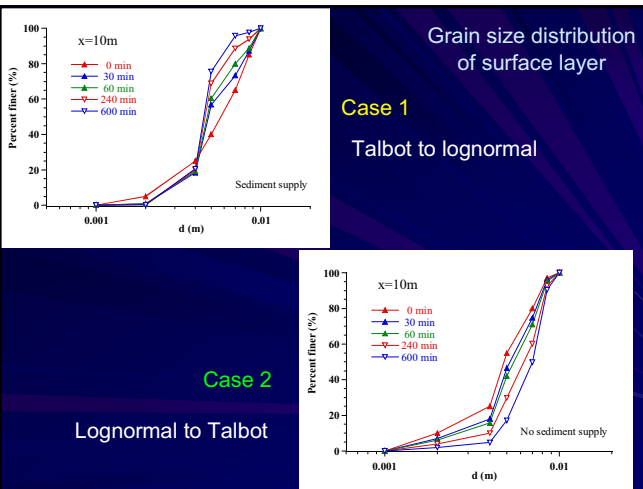 Grain size distribution
of surface layer
Case 1
Talbot to lognormal
x=10m
0 min
30 min
60 min
240 min
600 min
Percent finer (%)
100
80
60
40
20
0
Sediment supply
0.001
0.01
d (m)
Case 2
Lognormal to Talbot
x=10m
0 min
30 min
60 min
240 min
600 min
Percent finer (%)
100
80
60
40
20
0
No sediment supply
0.001
0.01
d (m)